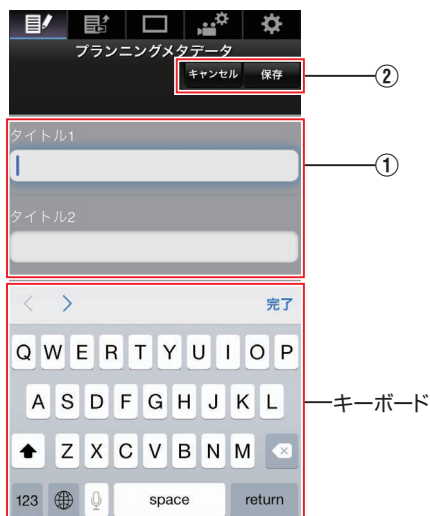 プランニングメタデータ
キャンセル 保存
②
タイトル1
①
タイトル2
完了
Q W E R T Y U I O P
A S D F G H J K L
キーボード
Z X C V B N M
123 space return